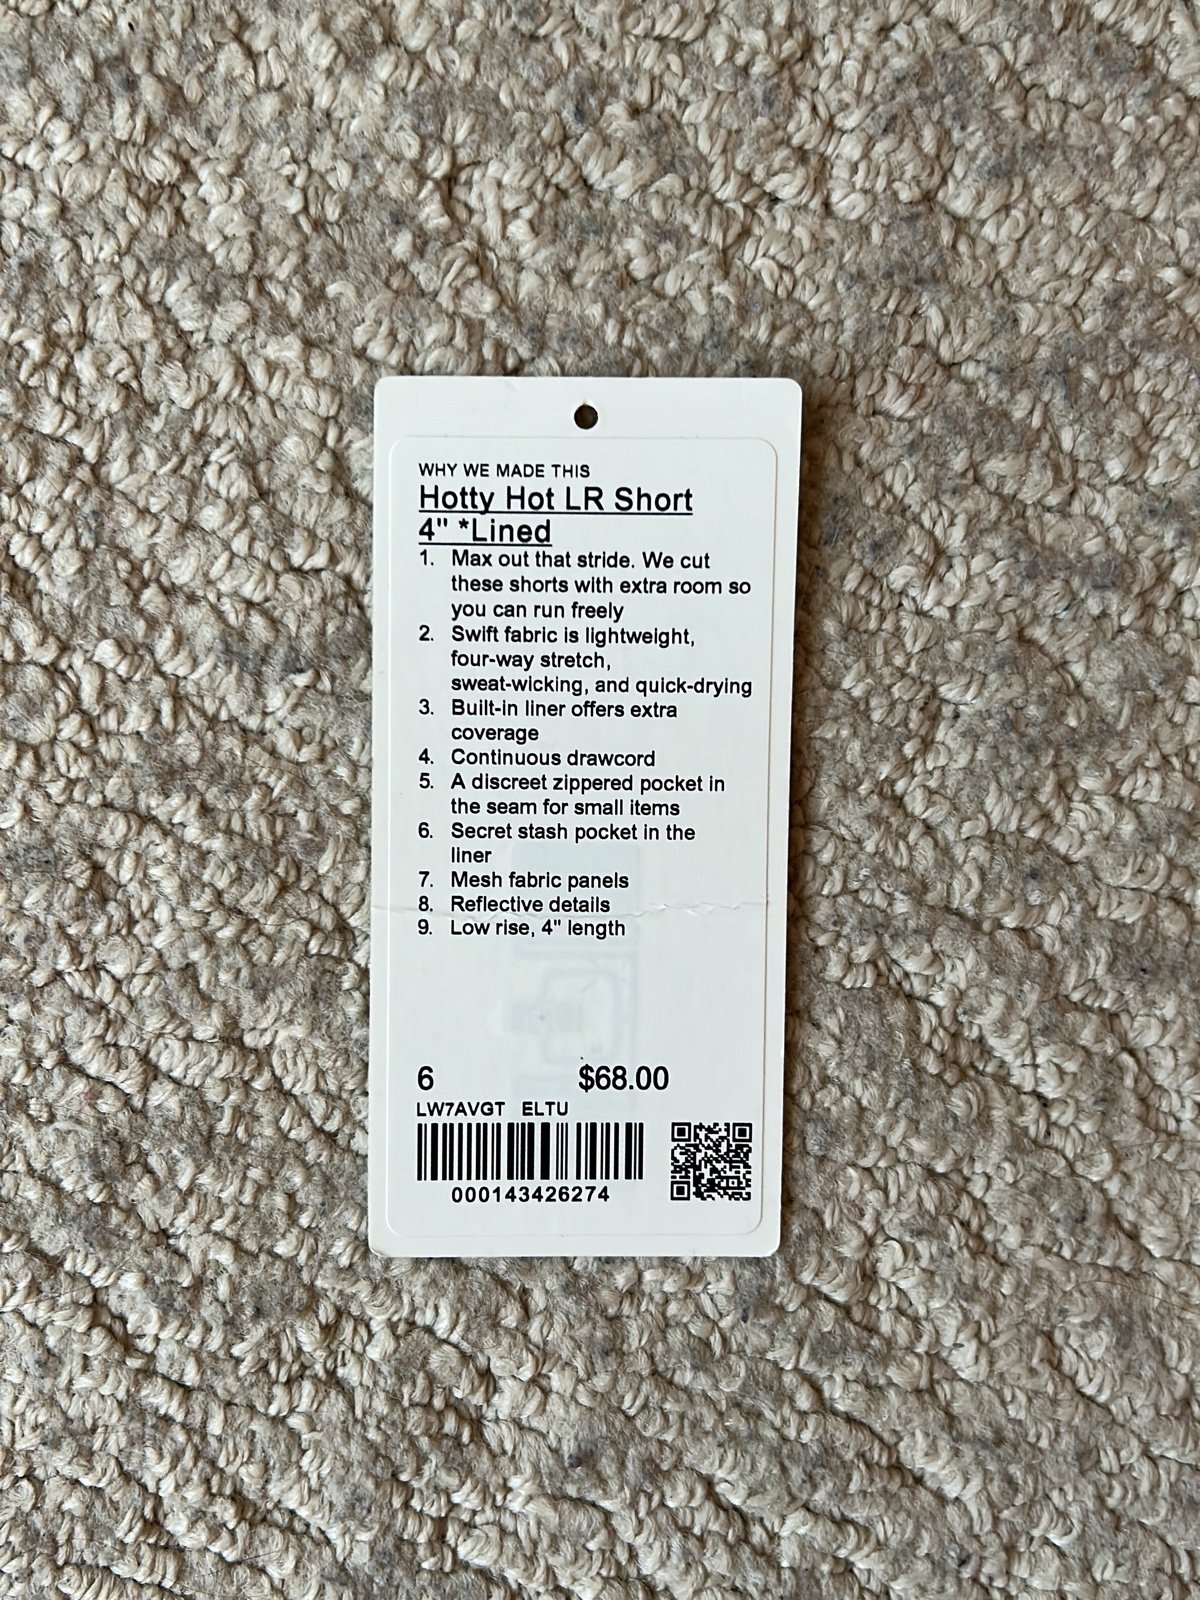 WHY WE MADE THIS
Hotty Hot LR Short
4" *Lined
1. Max out that stride. We cut
these shorts with extra room so
you can run freely
2. Swift fabric is lightweight,
four-way stretch,
sweat-wicking, and quick-drying
3. Built-in liner offers extra
coverage
4. Continuous drawcord
5. A discreet zippered pocket in
the seam for small items
6. Secret stash pocket in the
liner
7. Mesh fabric panels
8. Reflective details
9. Low rise, 4" length
6 $68.00
LW7AVGT ELTU
000143426274